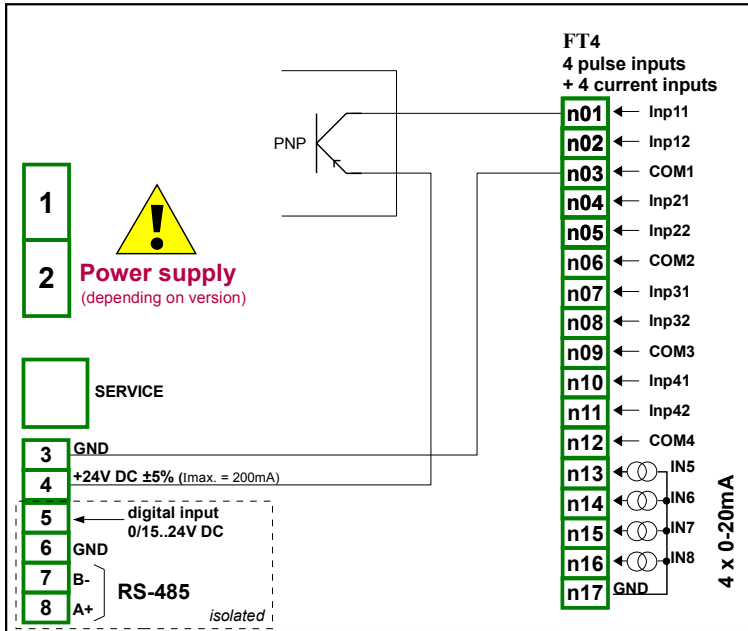 FT4
4 pulse inputs
+ 4 current inputs
n01 Inp11
n02 Inp12
n03 COM1
n04 Inp21
n05 Inp22
n06 COM2
n07 Inp31
n08 Inp32
n09 COM3
n10 Inp41
n11 Inp42
n12 COM4
n13 IN5
n14 IN6
n15 IN7
n16 IN8
n17 GND
4 x 0-20mA
PNP
1
2
!
Power supply
(depending on version)
SERVICE
3 GND
4 +24V DC ±5% (Imax. = 200mA)
5 digital input
0/15..24V DC
6 GND
7 B-
RS-485
8 A+
isolated